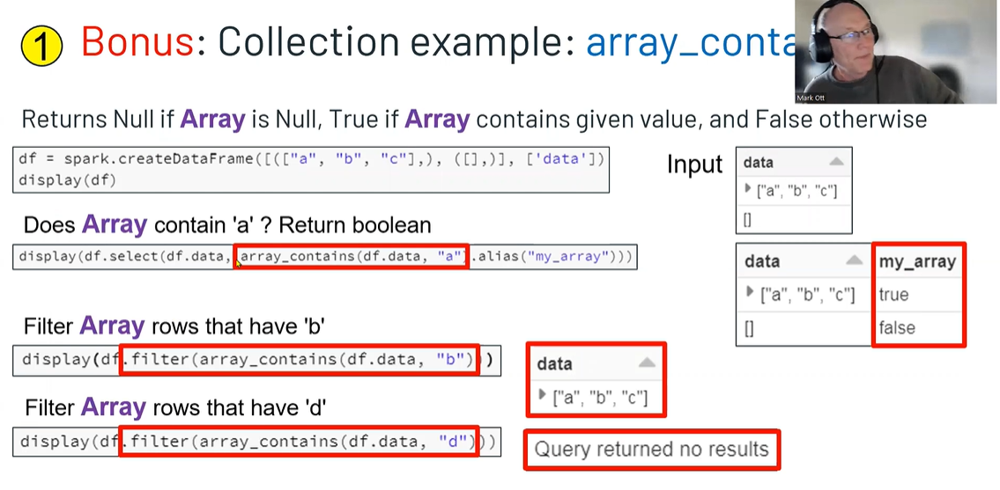 1 Bonus: Collection example: array_conta
Mark Ott
Returns Null if Array is Null, True if Array contains given value, and False otherwise
df = spark.createDataFrame([(["a", "b", "c"],), ([],)], ['data'])
display(df)
Input
data
["a", "b", "c"]
[]
Does Array contain 'a' ? Return boolean
display(df.select(df.data, array_contains(df.data, "a").alias("my_array")))
data my_array
["a", "b", "c"] true
[] false
Filter Array rows that have 'b'
display(df.filter(array_contains(df.data, "b")))
data
["a", "b", "c"]
Filter Array rows that have 'd'
display(df.filter(array_contains(df.data, "d")))
Query returned no results